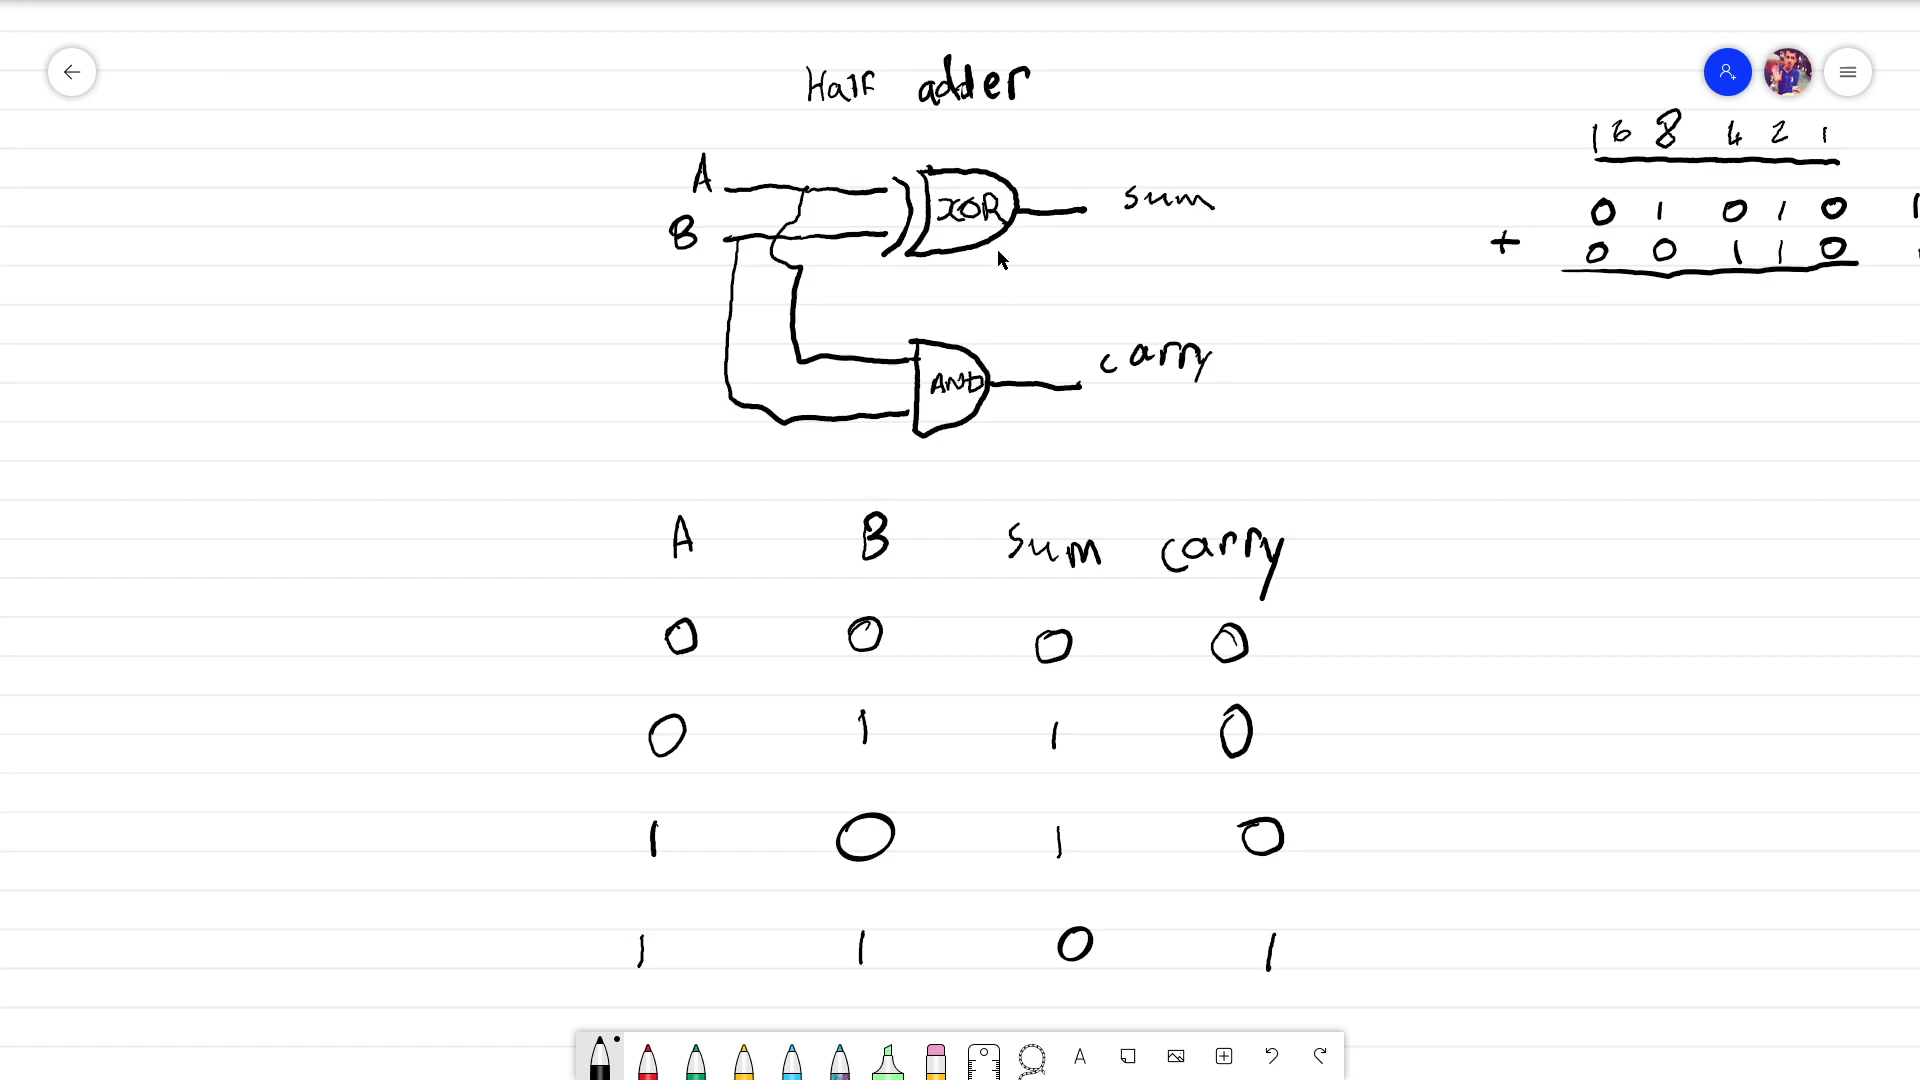 Half adder
16 8 4 2 1
A
XOR
sum
B
0 1 0 1 0
+ 0 0 1 1 0
carry
AND
A B Sum carry
0 0 0 0
0 1 1 0
1 0 1 0
1 1 0 1
A